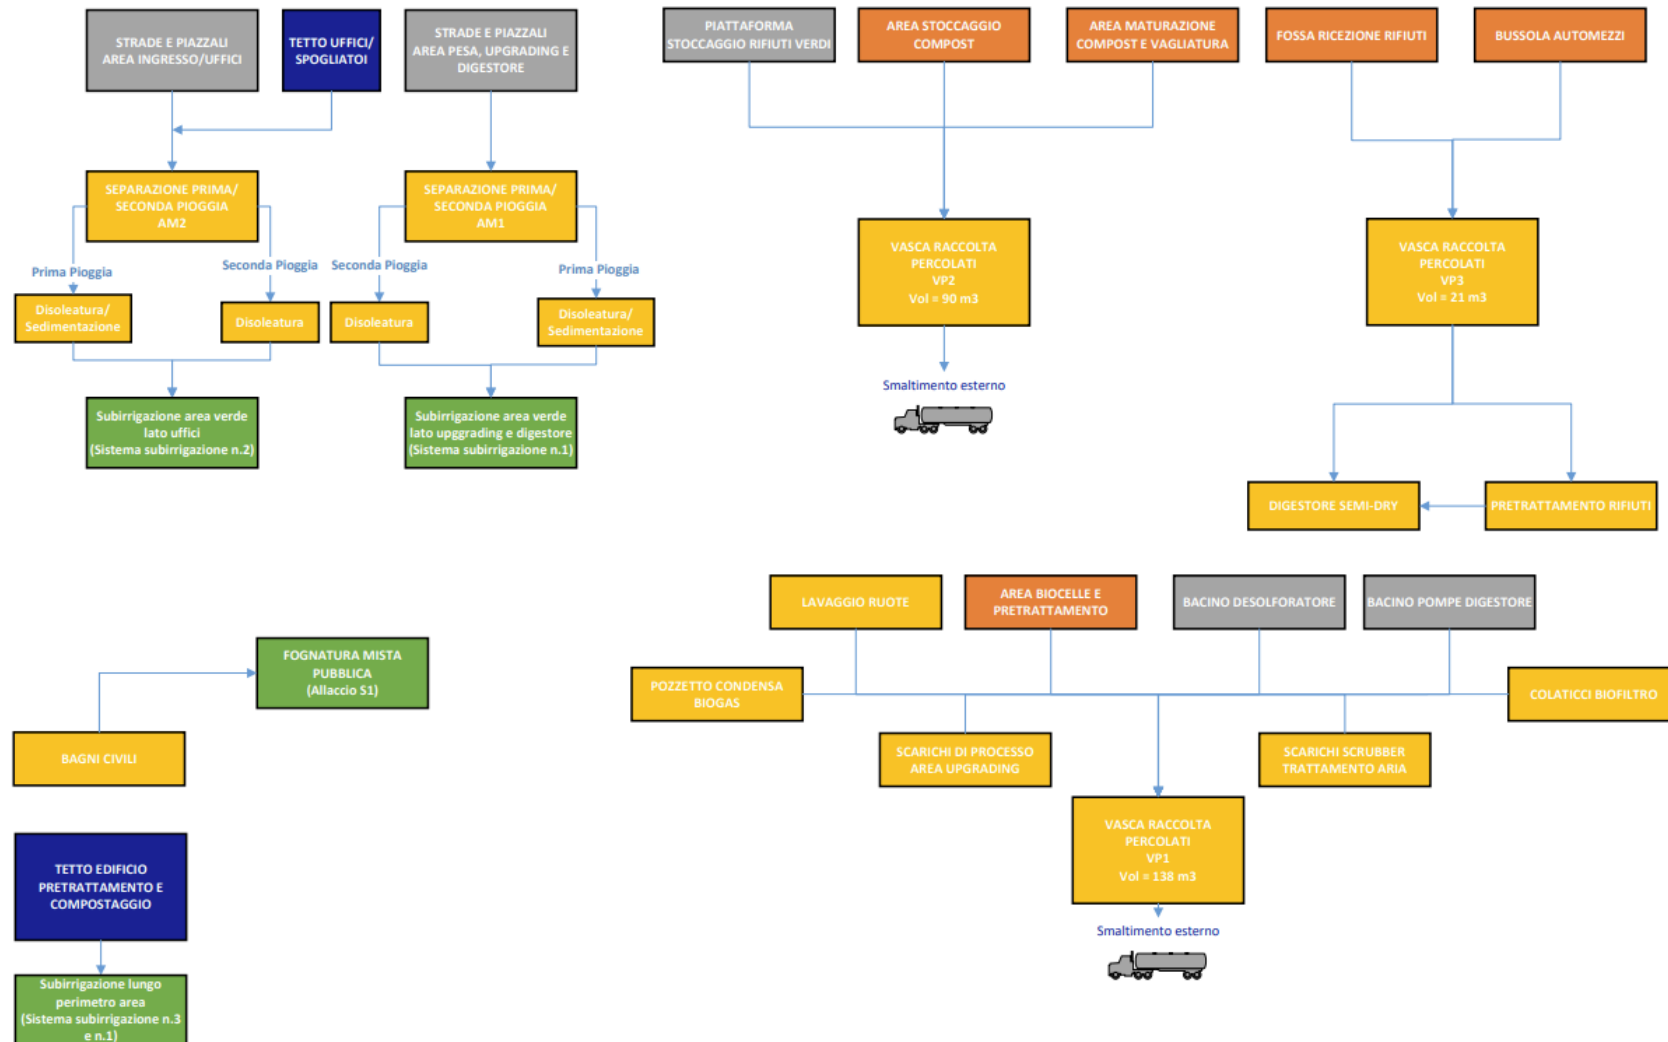 STRADE E PIAZZALI
AREA INGRESSO/UFFICI
TETTO UFFICI/
SPOGLIATOI
STRADE E PIAZZALI
AREA PESA, UPGRADING E
DIGESTORE
PIATTAFORMA
STOCCAGGIO RIFIUTI VERDI
AREA STOCCAGGIO
COMPOST
AREA MATURAZIONE
COMPOST E VAGLIATURA
FOSSA RICEZIONE RIFIUTI
BUSSOLA AUTOMEZZI
SEPARAZIONE PRIMA/
SECONDA PIOGGIA
AM2
SEPARAZIONE PRIMA/
SECONDA PIOGGIA
AM1
Prima Pioggia
Seconda Pioggia
Seconda Pioggia
Prima Pioggia
Disoleatura/
Sedimentazione
Disoleatura
Disoleatura
Disoleatura/
Sedimentazione
Subirrigazione area verde
lato uffici
(Sistema subirrigazione n.2)
Subirrigazione area verde
lato upggrading e digestore
(Sistema subirrigazione n.1)
VASCA RACCOLTA
PERCOLATI
VP2
Vol = 90 m3
Smaltimento esterno
VASCA RACCOLTA
PERCOLATI
VP3
Vol = 21 m3
DIGESTORE SEMI-DRY
PRETRATTAMENTO RIFIUTI
LAVAGGIO RUOTE
AREA BIOCELLE E
PRETRATTAMENTO
BACINO DESOLFORATORE
BACINO POMPE DIGESTORE
POZZETTO CONDENSA
BIOGAS
COLATICCI BIOFILTRO
SCARICHI DI PROCESSO
AREA UPGRADING
SCARICHI SCRUBBER
TRATTAMENTO ARIA
VASCA RACCOLTA
PERCOLATI
VP1
Vol = 138 m3
Smaltimento esterno
FOGNATURA MISTA
PUBBLICA
(Allaccio S1)
BAGNI CIVILI
TETTO EDIFICIO
PRETRATTAMENTO E
COMPOSTAGGIO
Subirrigazione lungo
perimetro area
(Sistema subirrigazione n.3
e n.1)